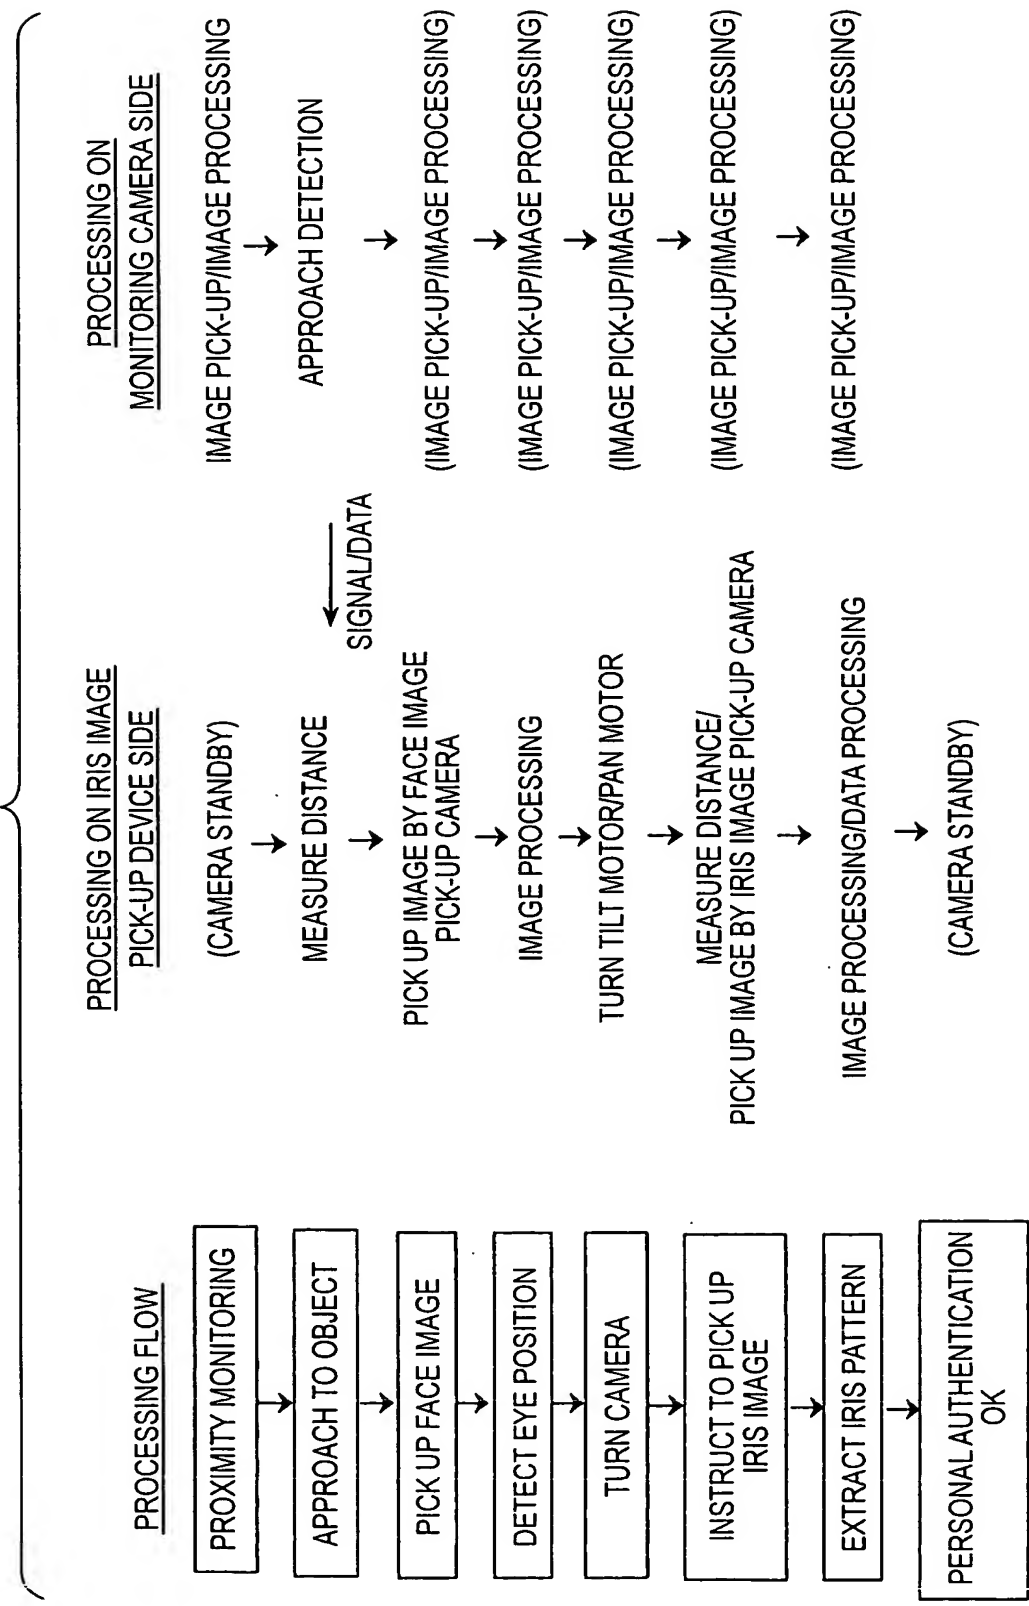 PROCESSING FLOW
PROXIMITY MONITORING
APPROACH TO OBJECT
PICK UP FACE IMAGE
DETECT EYE POSITION
TURN CAMERA
INSTRUCT TO PICK UP
IRIS IMAGE
EXTRACT IRIS PATTERN
PERSONAL AUTHENTICATION
OK
PROCESSING ON IRIS IMAGE
PICK-UP DEVICE SIDE
(CAMERA STANDBY)
MEASURE DISTANCE
PICK UP IMAGE BY FACE IMAGE
PICK-UP CAMERA
IMAGE PROCESSING
TURN TILT MOTOR/PAN MOTOR
MEASURE DISTANCE/
PICK UP IMAGE BY IRIS IMAGE PICK-UP CAMERA
IMAGE PROCESSING/DATA PROCESSING
(CAMERA STANDBY)
SIGNAL/DATA
PROCESSING ON
MONITORING CAMERA SIDE
IMAGE PICK-UP/IMAGE PROCESSING
APPROACH DETECTION
(IMAGE PICK-UP/IMAGE PROCESSING)
(IMAGE PICK-UP/IMAGE PROCESSING)
(IMAGE PICK-UP/IMAGE PROCESSING)
(IMAGE PICK-UP/IMAGE PROCESSING)
(IMAGE PICK-UP/IMAGE PROCESSING)